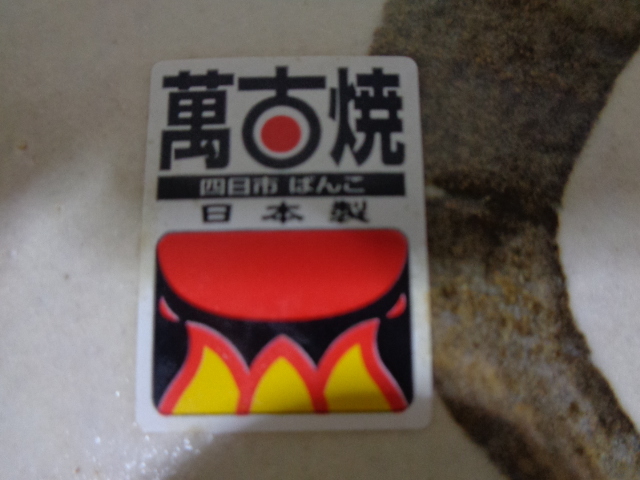 萬古焼
四日市 ばんこ
日本製